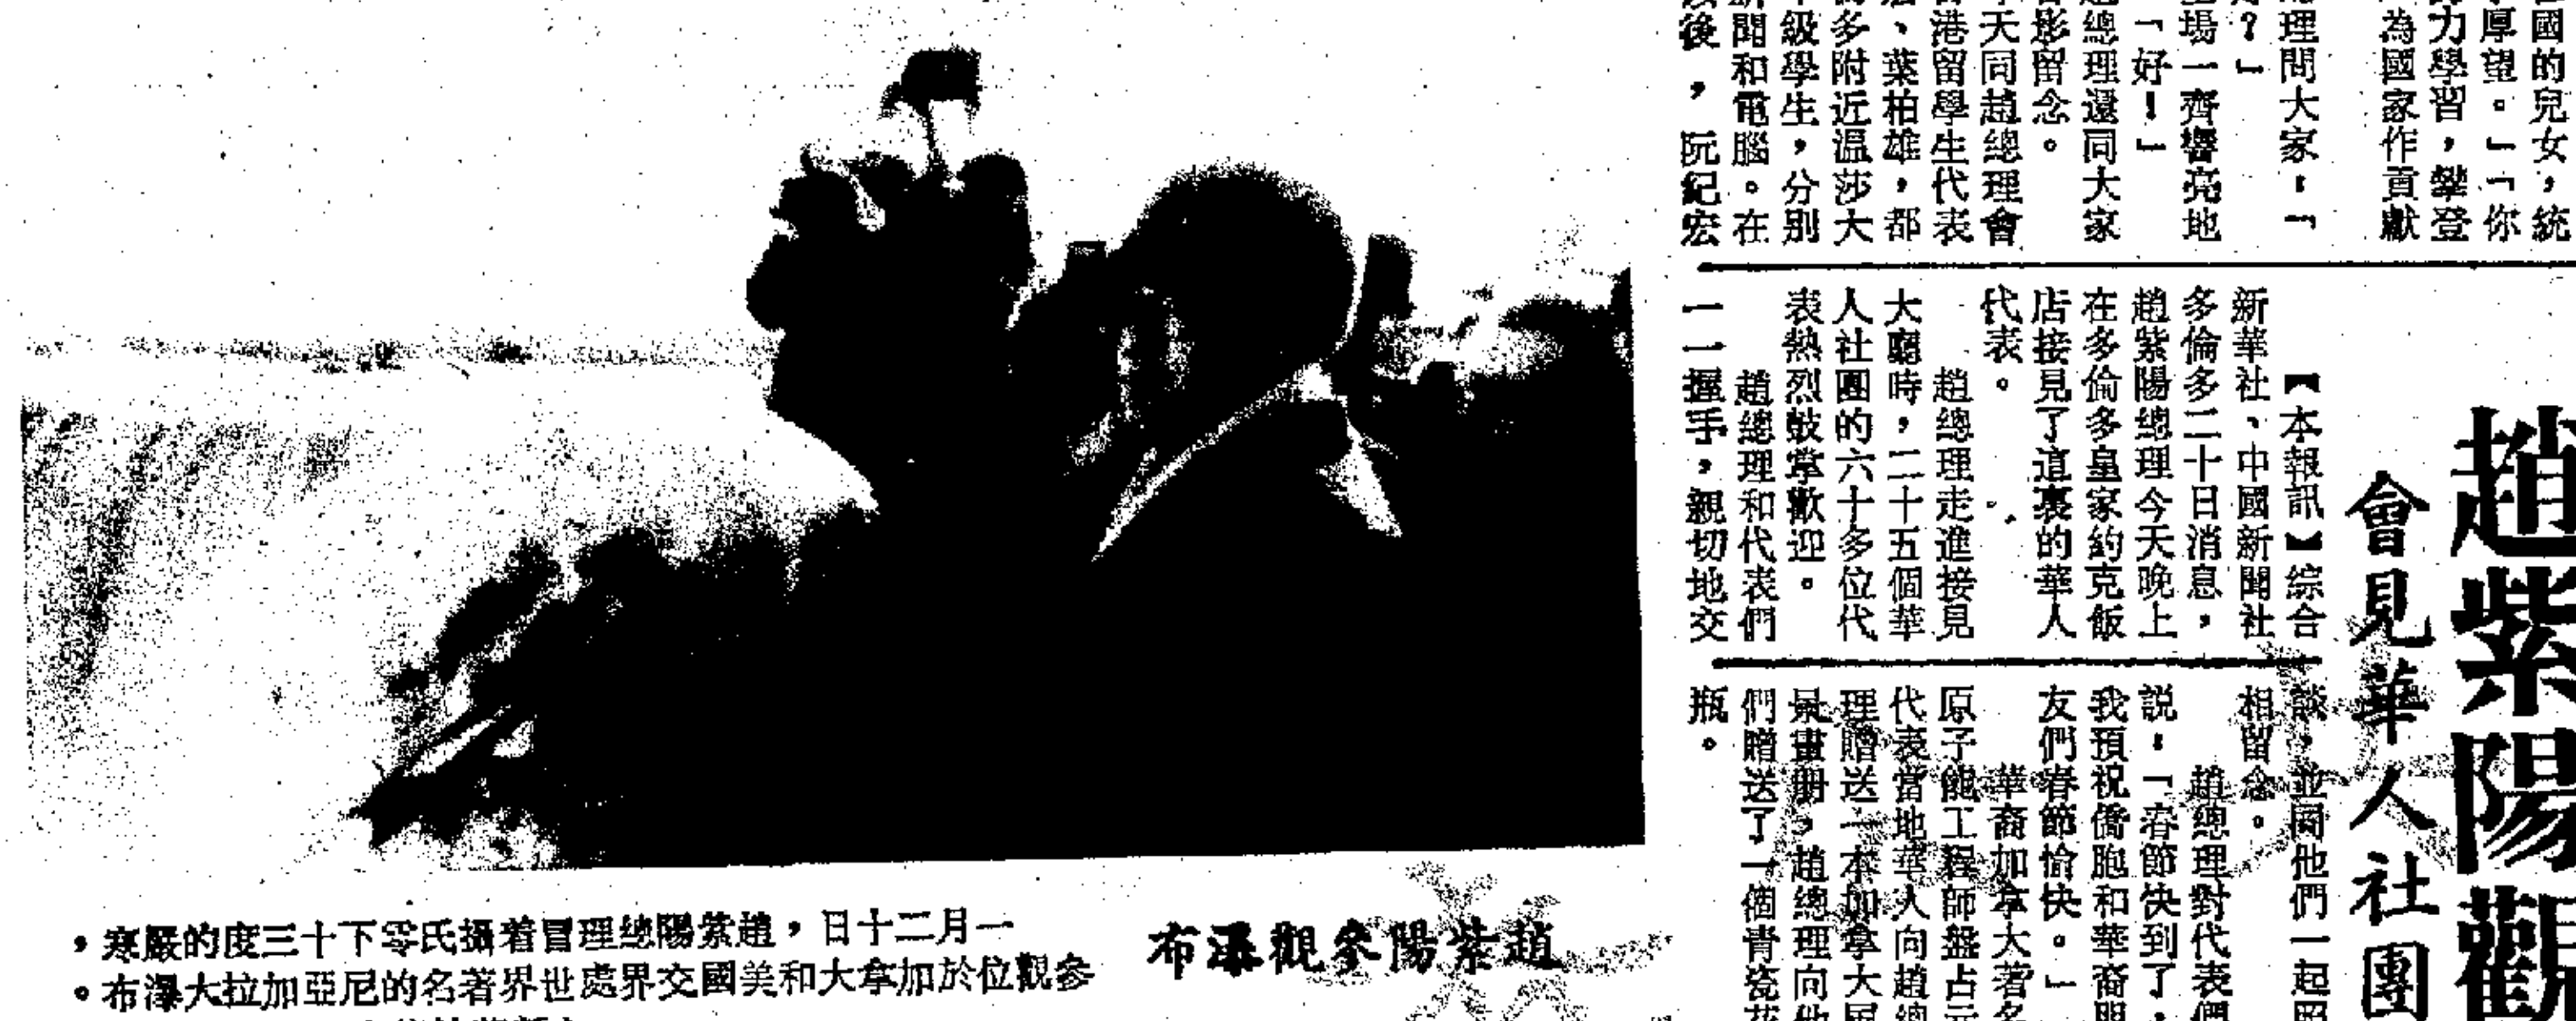 趙紫陽觀
會見華人社團
國的兒女，統
厚望。」「你
力學習，攀登
為國家作貢獻
理問大家：「
？」
場一齊響亮地
「好！」
總理還同大家
影留念。
天同趙總理會
港留學生代表
、葉柏雄，都
多附近温莎大
級學生，分別
聞和電腦。在
後，阮紀宏
【本報訊】綜合
新華社、中國新聞社
多倫多二十日消息，
趙紫陽總理今天晚上
在多倫多皇家約克飯
店接見了這裏的華人
代表。
趙總理走進接見
大廳時，二十五個華
人社團的六十多位代
表熱烈鼓掌歡迎。
趙總理和代表們
一一握手，親切地交
談，並同他們一起照
相留念。
趙總理對代表們
説：「春節快到了，
我預祝僑胞和華裔朋
友們春節愉快。」
華裔加拿大著名
原子能工程師盤占元
代表當地華人向趙總
理贈送一本加拿大風
景畫册，趙總理向他
們贈送了一個青瓷花
瓶。
趙紫陽參觀瀑布
一月二十日，趙紫陽總理冒着攝氏零下十三度的嚴寒，
參觀位於加拿大和美國交界處世界著名的尼亞加拉大瀑布。